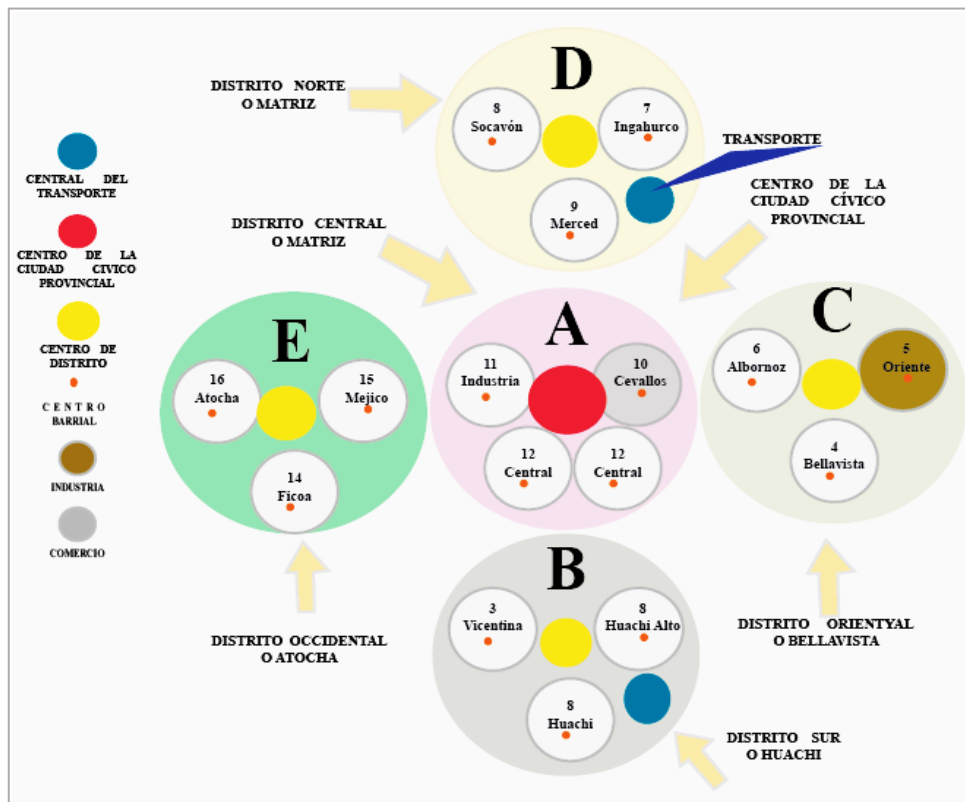 CENTRAL DEL
TRANSPORTE
CENTRO DE LA
CIUDAD CÍVICO
PROVINCIAL
CENTRO DE
DISTRITO
CENTRO
BARRIAL
INDUSTRIA
COMERCIO
DISTRITO NORTE
O MATRIZ
D
8
Socavón
7
Ingahurco
9
Merced
TRANSPORTE
CENTRO DE LA
CIUDAD CÍVICO
PROVINCIAL
DISTRITO CENTRAL
O MATRIZ
E
16
Atocha
15
Mejico
14
Ficoa
A
11
Industria
10
Cevallos
12
Central
12
Central
C
6
Albornoz
5
Oriente
4
Bellavista
DISTRITO OCCIDENTAL
O ATOCHA
B
3
Vicentina
8
Huachi Alto
8
Huachi
DISTRITO ORIENTYAL
O BELLAVISTA
DISTRITO SUR
O HUACHI